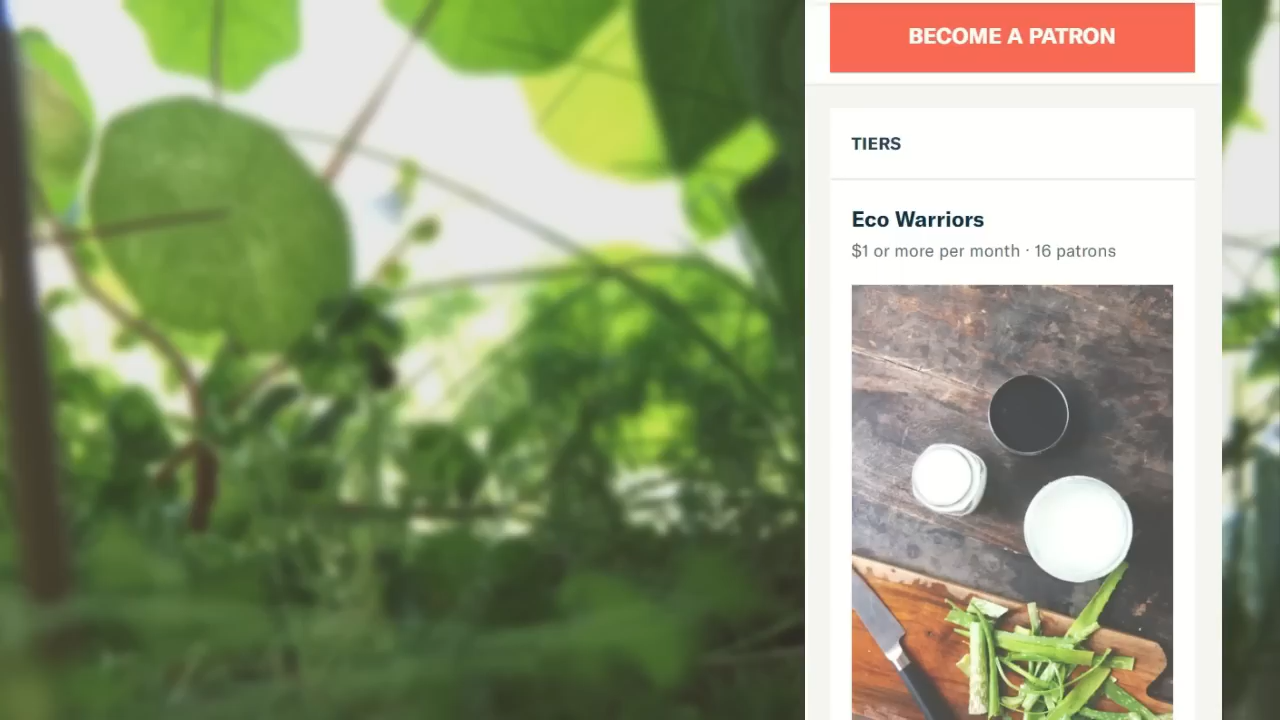 BECOME A PATRON
TIERS
Eco Warriors
$1 or more per month · 16 patrons